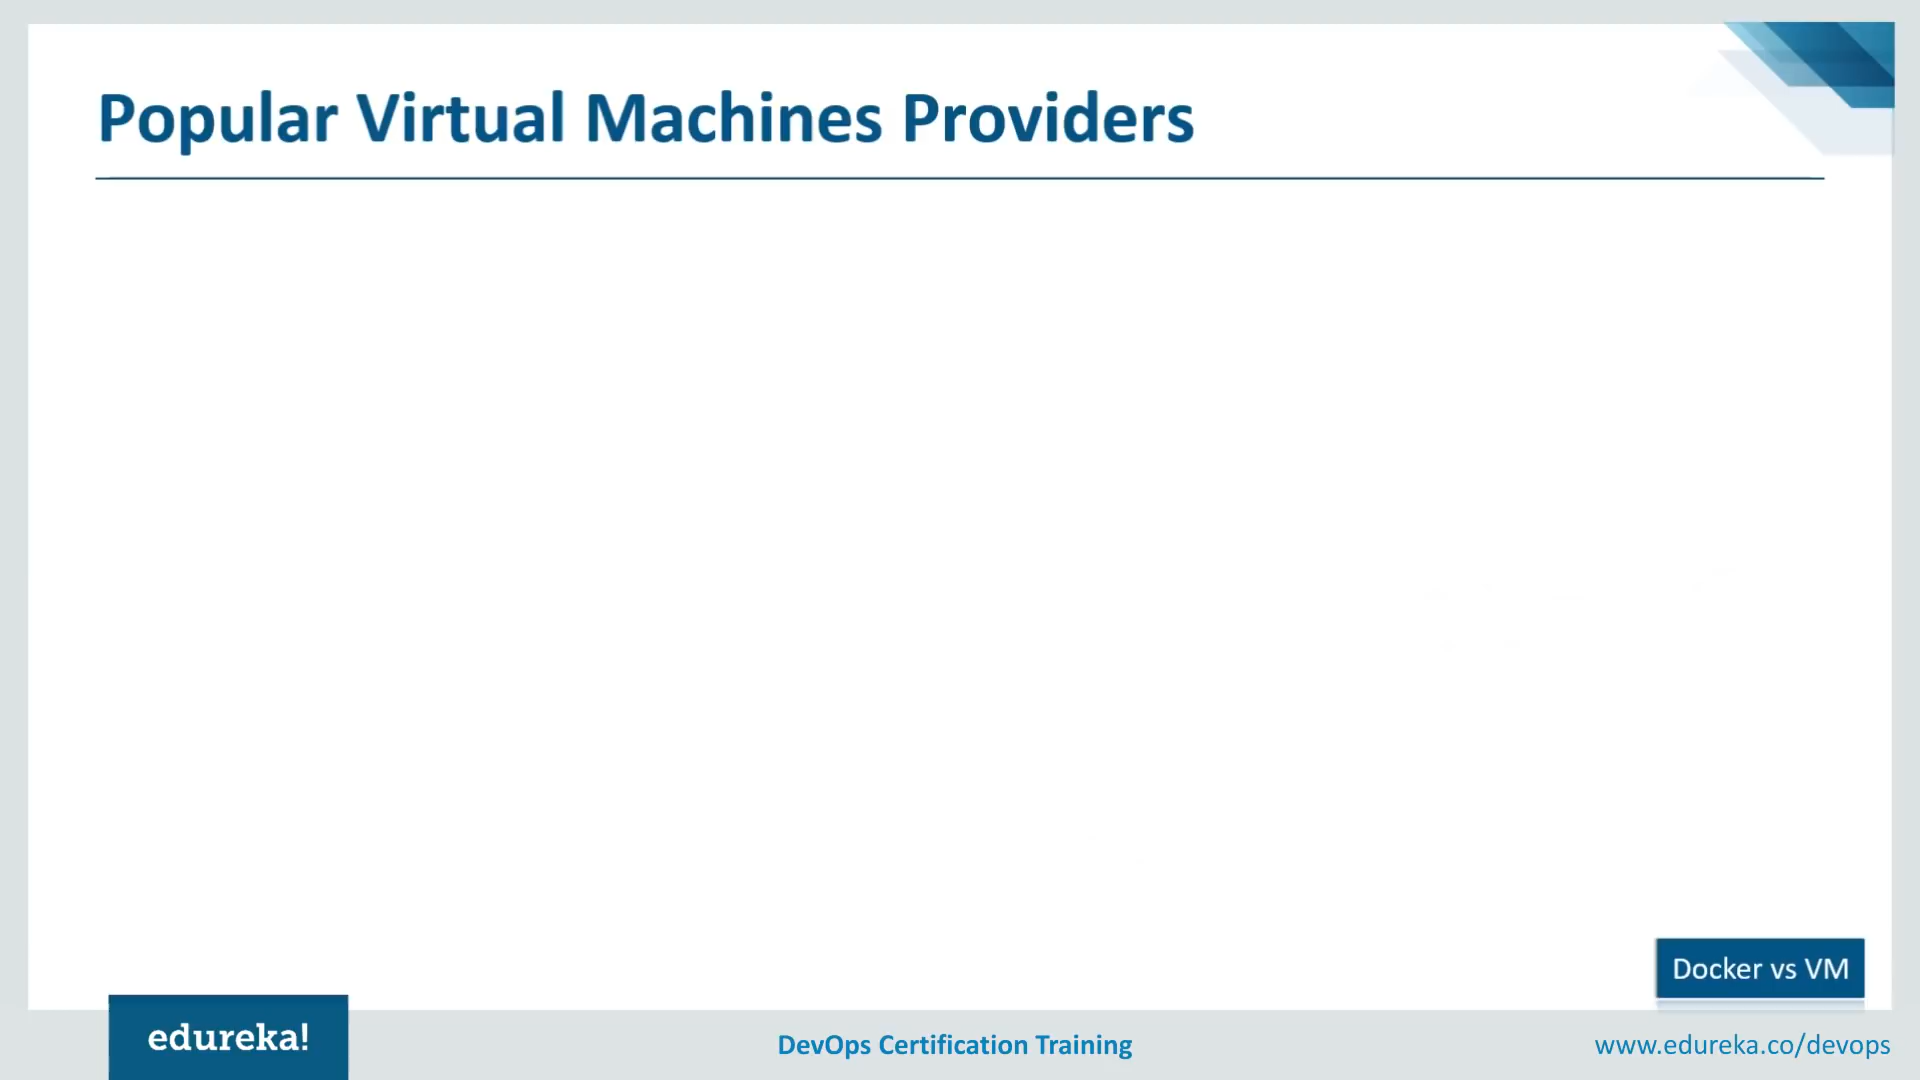 Popular Virtual Machines Providers
Docker vs VM
edureka!
DevOps Certification Training
www.edureka.co/devops